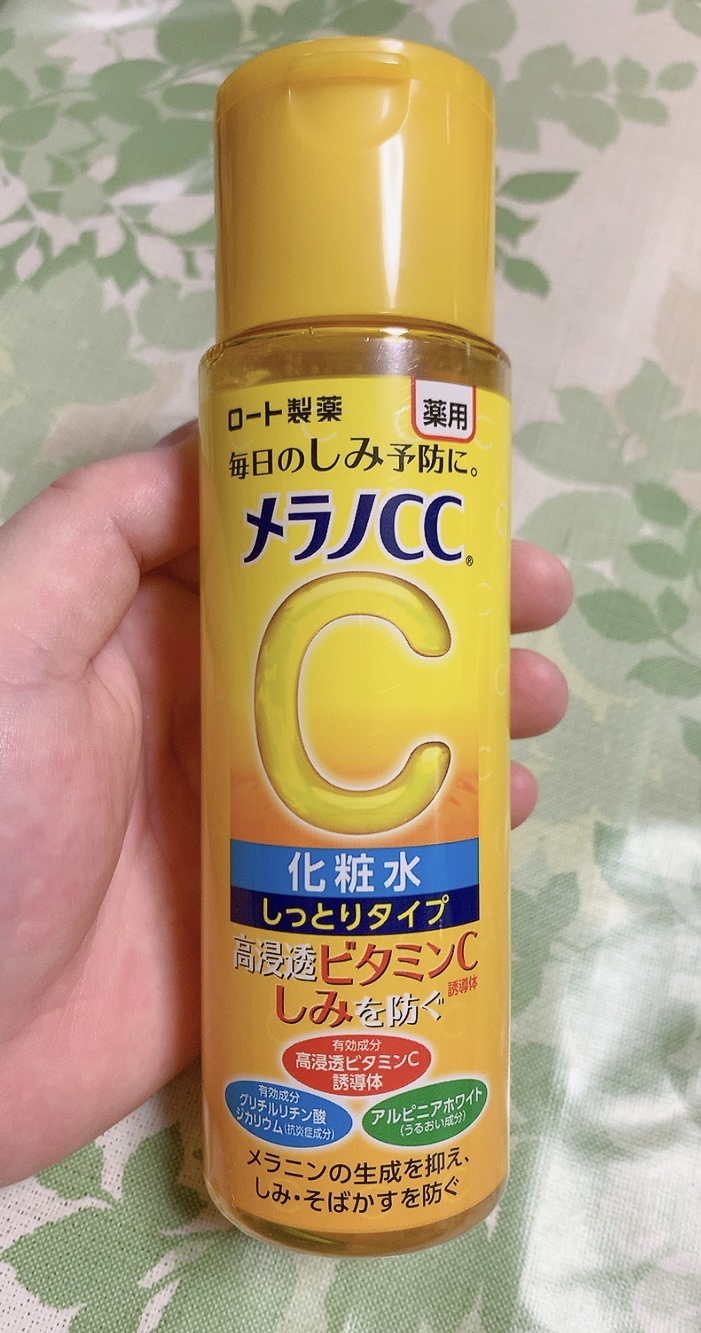 ロート製薬
薬用
毎日のしみ予防に。
メラノCC®
C
化粧水
しっとりタイプ
高浸透ビタミンC
誘導体
しみを防ぐ
有効成分
高浸透ビタミンC
誘導体
有効成分
グリチルリチン酸
ジカリウム(抗炎症成分)
アルピニアホワイト
(うるおい成分)
メラニンの生成を抑え、
しみ・そばかすを防ぐ